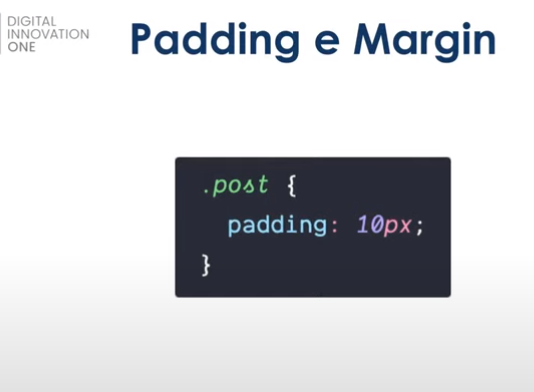 DIGITAL
INNOVATION
ONE
Padding e Margin
.post {
padding: 10px;
}